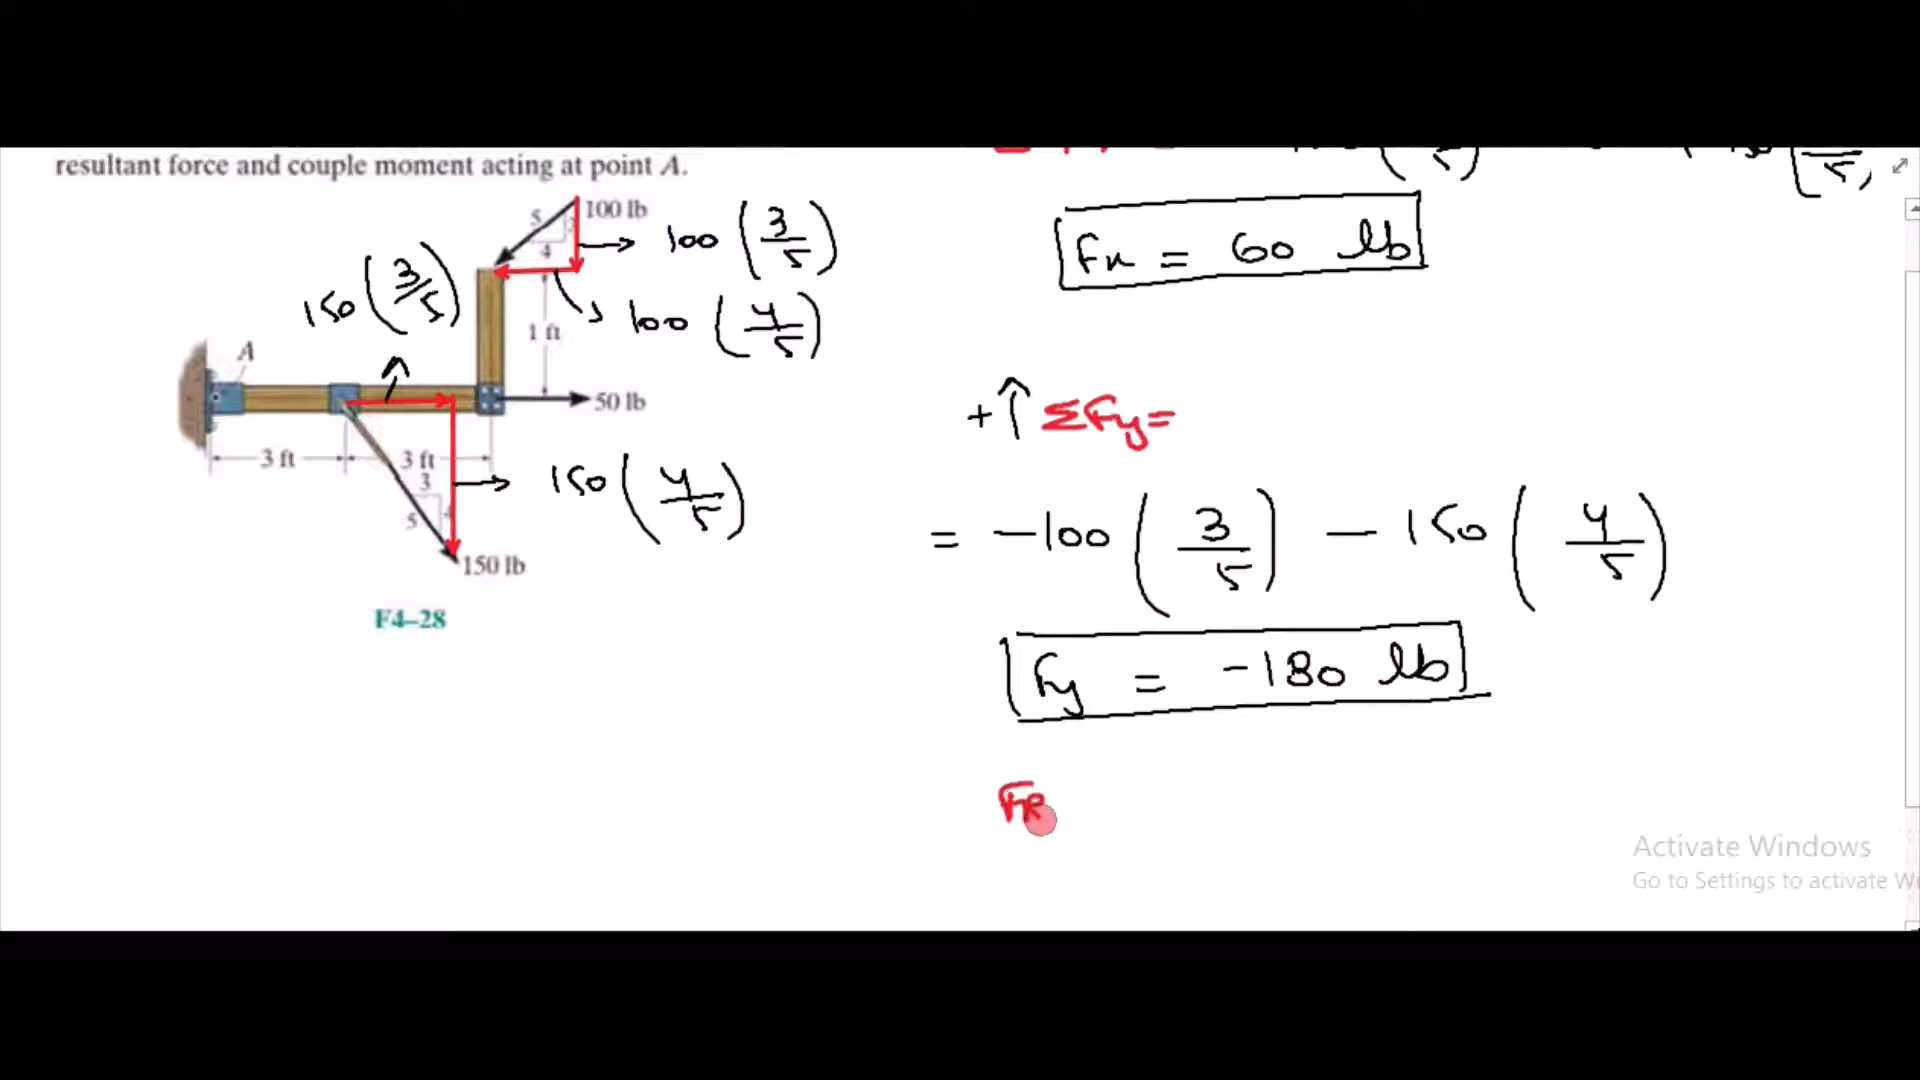 resultant force and couple moment acting at point A.
5
100 lb
4
100 (3/5)
150 (3/5)
100 (4/5)
1 ft
A
50 lb
3 ft
3 ft
3
5
4
150 (4/5)
150 lb
F4–28
Fx = 60 lb
+↑ ΣFy=
= -100 (3/5) - 150 (4/5)
Fy = -180 lb
FR
Activate Windows
Go to Settings to activate Wi